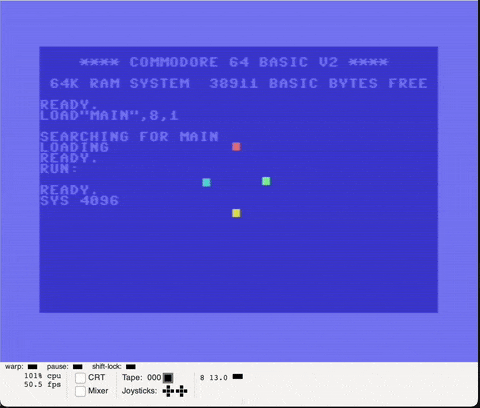 **** COMMODORE 64 BASIC V2 ****
64K RAM SYSTEM 38911 BASIC BYTES FREE
READY.
LOAD"MAIN",8,1
SEARCHING FOR MAIN
LOADING
READY.
RUN:
READY.
SYS 4096
warp: pause: shift-lock:
101% cpu
50.5 fps
CRT
Mixer
Tape: 000
Joysticks:
8 13.0